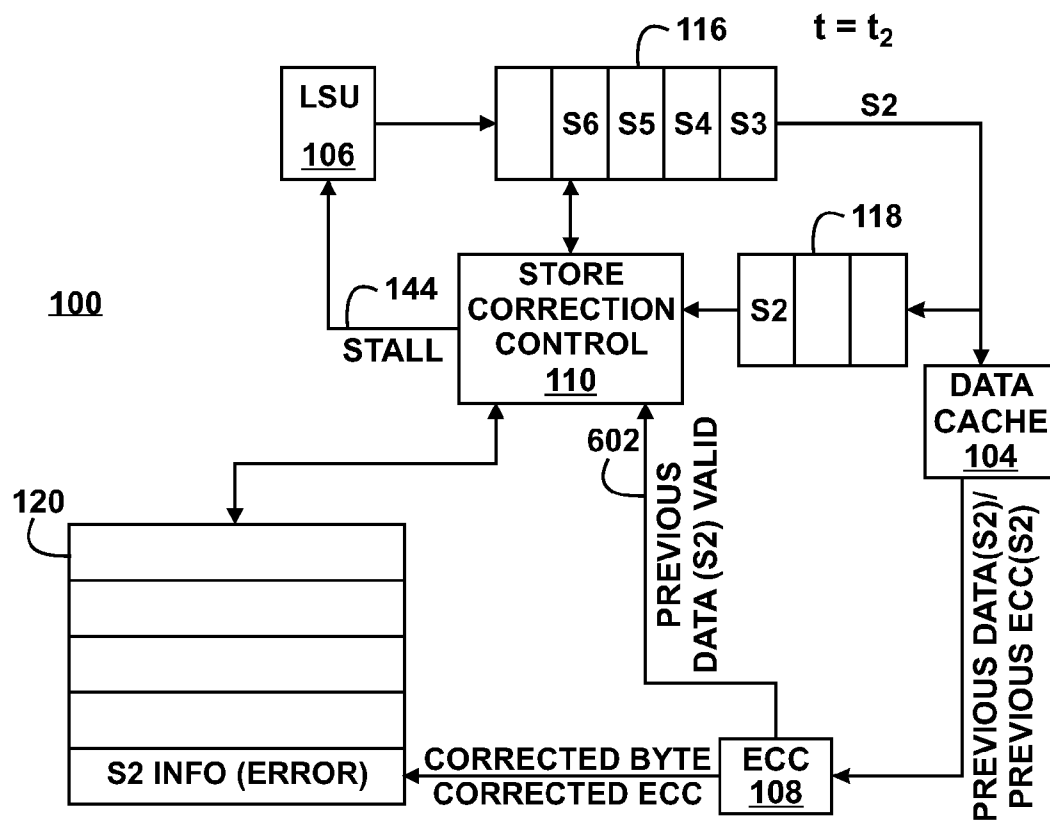 116
t = t2
LSU
106
S6 S5 S4 S3
S2
118
STORE
CORRECTION
CONTROL
110
S2
100
144
STALL
DATA
CACHE
104
602
PREVIOUS
DATA (S2) VALID
PREVIOUS DATA(S2)/
PREVIOUS ECC(S2)
120
S2 INFO (ERROR)
CORRECTED BYTE
CORRECTED ECC
ECC
108